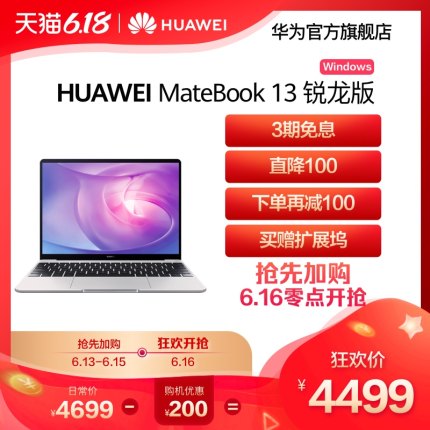 天猫6.18 HUAWEI 华为官方旗舰店
Windows
HUAWEI MateBook 13 锐龙版
3期免息
直降100
下单再减100
买赠扩展坞
抢先加购
6.16零点开抢
抢先加购 狂欢开抢
6.13-6.15 6.16
狂欢价
¥4499
日常价 购机优惠
¥4699 - ¥200 =